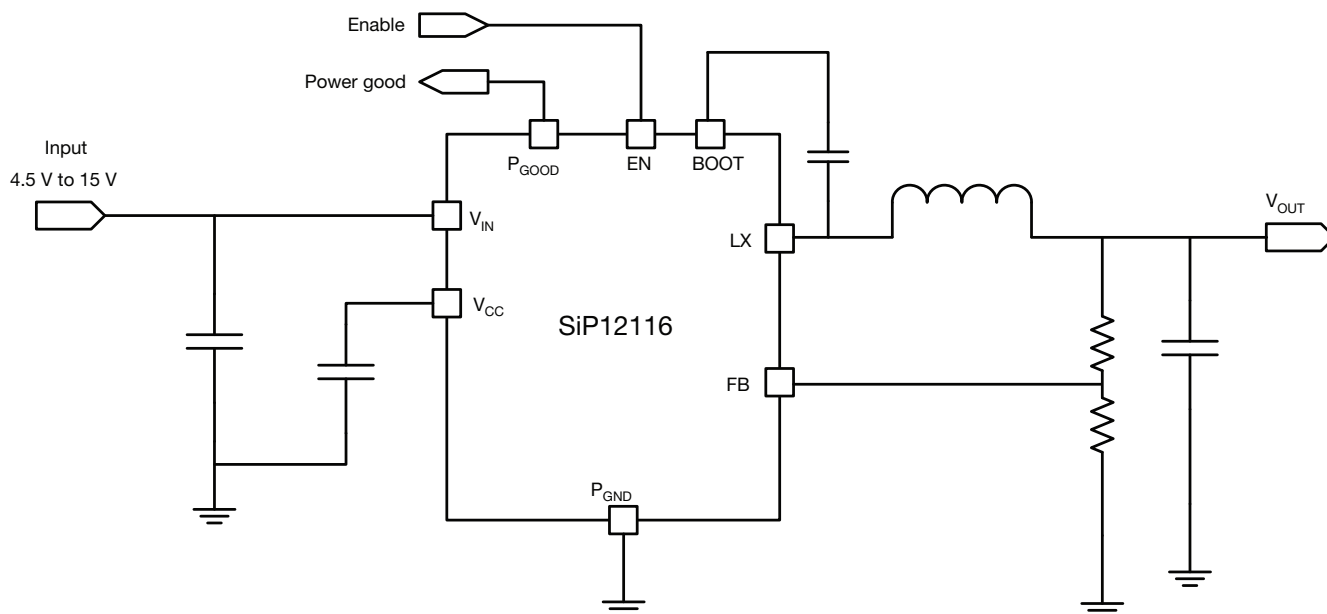 Enable
Power good
Input
4.5 V to 15 V
PGOOD
EN
BOOT
VIN
LX
VOUT
VCC
SiP12116
FB
PGND